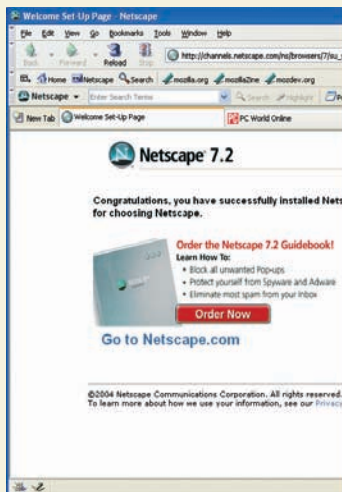 Welcome Set-Up Page - Netscape
File Edit View Go Bookmarks Tools Window Help
Back Forward Reload Stop http://channels.netscape.com/ns/browsers/7/su_
Home Netscape Search mozilla.org mozillaZine mozdev.org
Netscape Enter Search Terms Search Highlight
New Tab Welcome Set-Up Page PC World Online
Netscape 7.2
Congratulations, you have successfully installed Nets
for choosing Netscape.
Order the Netscape 7.2 Guidebook!
Learn How To:
• Block all unwanted Pop-ups
• Protect yourself from Spyware and Adware
• Eliminate most spam from your inbox
Order Now
Go to Netscape.com
©2004 Netscape Communications Corporation. All rights reserved.
To learn more about how we use your information, see our Privacy